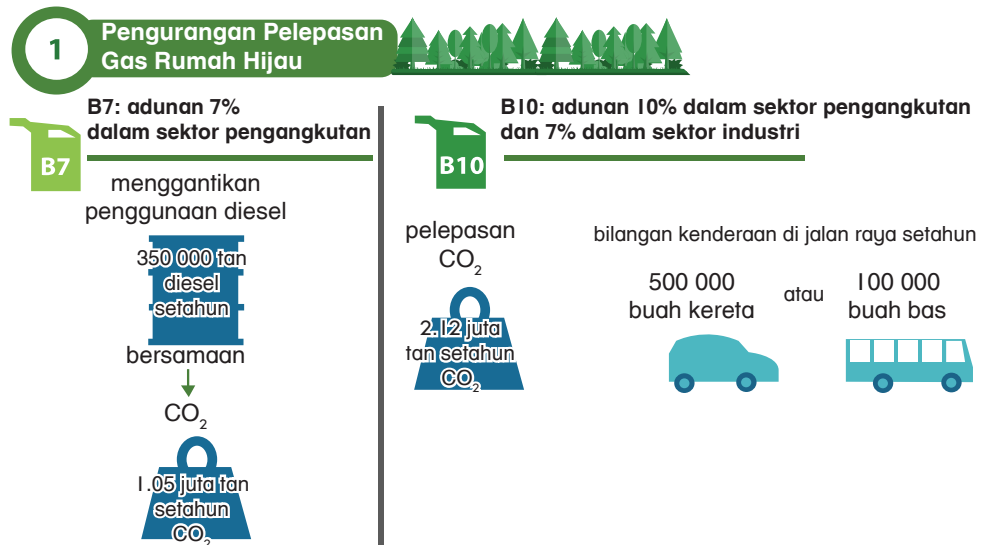 1
Pengurangan Pelepasan
Gas Rumah Hijau
B7: adunan 7%
dalam sektor pengangkutan
B7
menggantikan
penggunaan diesel
350 000 tan
diesel
setahun
bersamaan
CO₂
1.05 juta tan
setahun
CO₂
B10: adunan 10% dalam sektor pengangkutan
dan 7% dalam sektor industri
B10
pelepasan
CO₂
2.12 juta
tan setahun
CO₂
bilangan kenderaan di jalan raya setahun
500 000
buah kereta
atau
100 000
buah bas